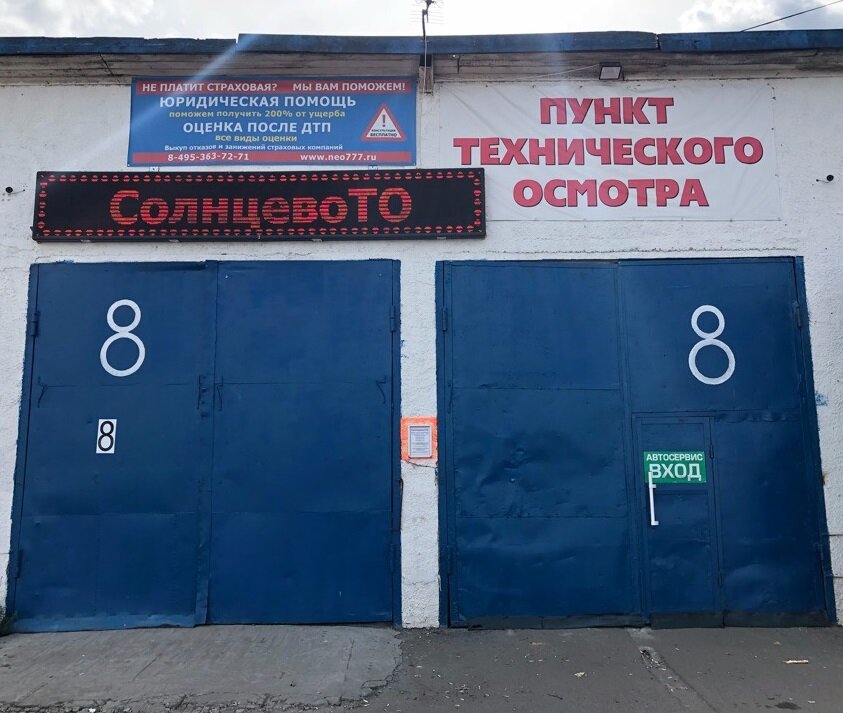 НЕ ПЛАТИТ СТРАХОВАЯ? МЫ ВАМ ПОМОЖЕМ!
ЮРИДИЧЕСКАЯ ПОМОЩЬ
поможем получить 200% от ущерба
ОЦЕНКА ПОСЛЕ ДТП
все виды оценки
Выкуп отказов и занижений страховых компаний
8-495-363-72-71 www.neo777.ru
КОНСУЛЬТАЦИЯ
БЕСПЛАТНО
ПУНКТ
ТЕХНИЧЕСКОГО
ОСМОТРА
СолнцевоТО
8
8
8
АВТОСЕРВИС
ВХОД